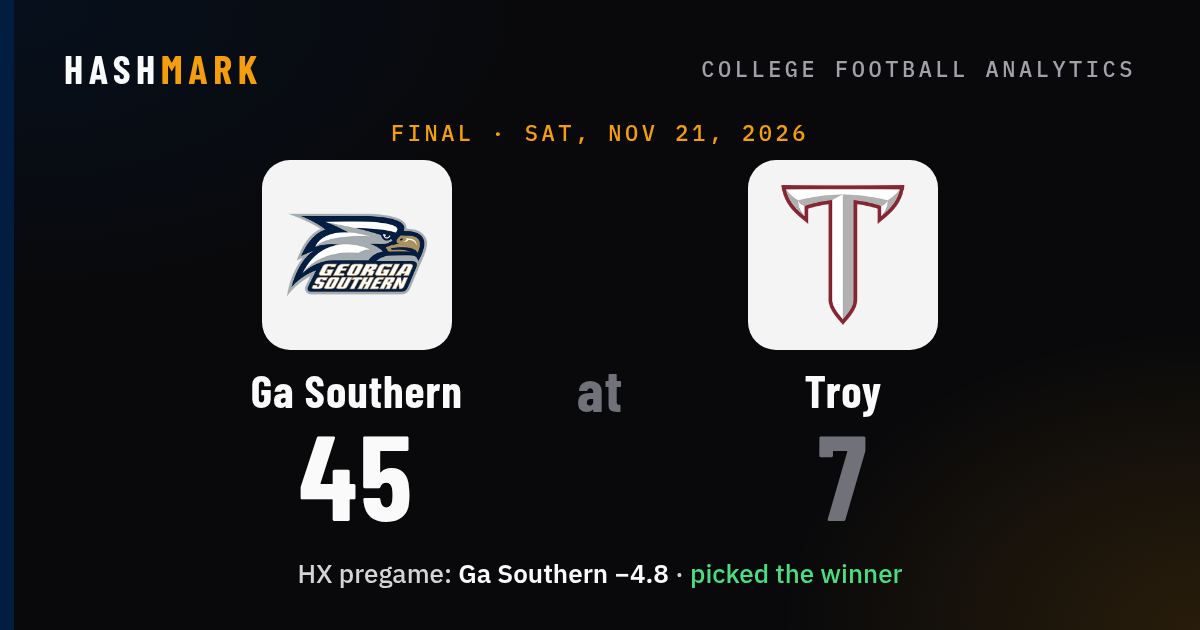 HASHMARK
COLLEGE FOOTBALL ANALYTICS
FINAL · SAT, NOV 21, 2026
GEORGIA
SOUTHERN
T
Ga Southern
at
Troy
45
7
HX pregame: Ga Southern −4.8 · picked the winner